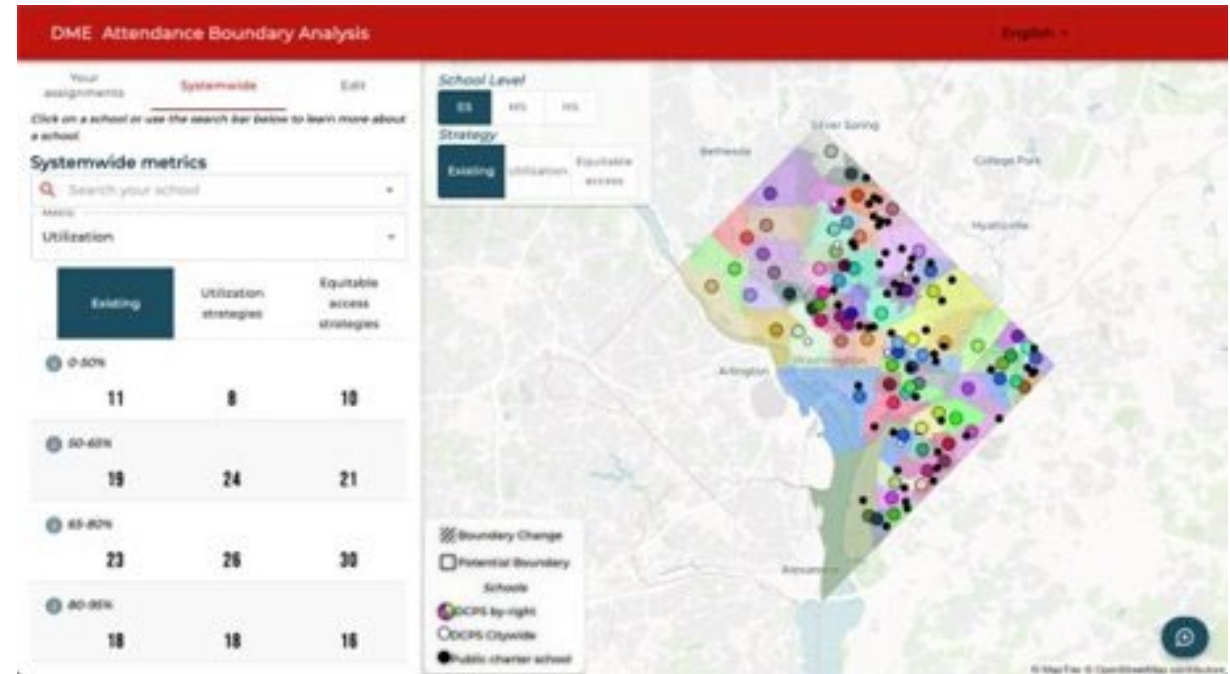 DME Attendance Boundary Analysis
English
Your assignments
Systemwide
Edit
Click on a school or use the search bar below to learn more about
a school
Systemwide metrics
Search your school
Metric
Utilization
Existing
Utilization
strategies
Equitable
access
strategies
0-50%
11 8 10
50-65%
19 24 21
65-80%
23 26 30
80-95%
18 18 16
School Level
ES MS HS
Strategy
Existing
Utilization
Equitable
access
Silver Spring
Bethesda
College Park
Hyattsville
Washington
Arlington
Alexandria
Boundary Change
Potential Boundary
Schools
DCPS by-right
DCPS Citywide
Public charter school
© MapTiler © OpenStreetMap contributors